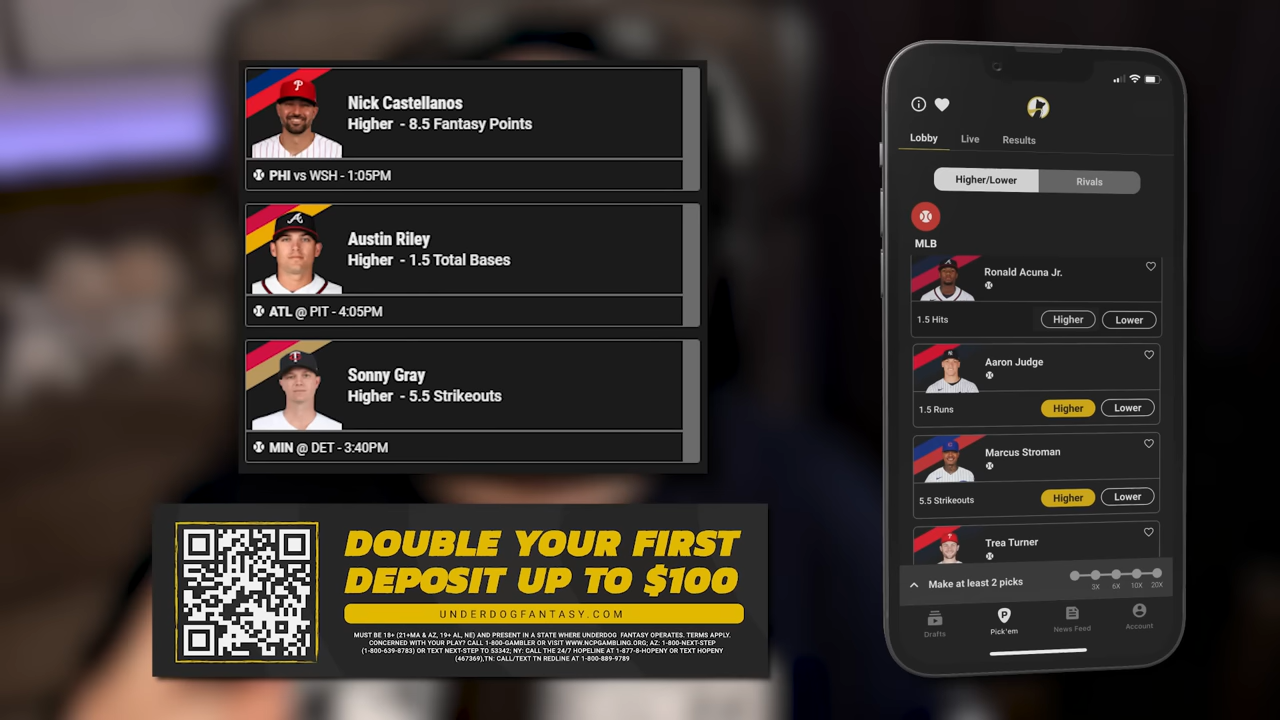 Nick Castellanos
Higher - 8.5 Fantasy Points
PHI vs WSH - 1:05PM
Austin Riley
Higher - 1.5 Total Bases
ATL @ PIT - 4:05PM
Sonny Gray
Higher - 5.5 Strikeouts
MIN @ DET - 3:40PM
DOUBLE YOUR FIRST
DEPOSIT UP TO $100
UNDERDOGFANTASY.COM
MUST BE 18+ (21+MA & AZ, 19+ AL, NE) AND PRESENT IN A STATE WHERE UNDERDOG FANTASY OPERATES. TERMS APPLY.
CONCERNED WITH YOUR PLAY? CALL 1-800-GAMBLER OR VISIT WWW.NCPGAMBLING.ORG; AZ: 1-800-NEXT-STEP
(1-800-639-8783) OR TEXT NEXT-STEP TO 53342; NY: CALL THE 24/7 HOPELINE AT 1-877-8-HOPENY OR TEXT HOPENY
(467369),TN: CALL/TEXT TN REDLINE AT 1-800-889-9789
Lobby Live Results
Higher/Lower Rivals
MLB
Ronald Acuna Jr.
1.5 Hits Higher Lower
Aaron Judge
1.5 Runs Higher Lower
Marcus Stroman
5.5 Strikeouts Higher Lower
Trea Turner
Make at least 2 picks
3X 6X 10X 20X
Drafts Pick'em News Feed Account